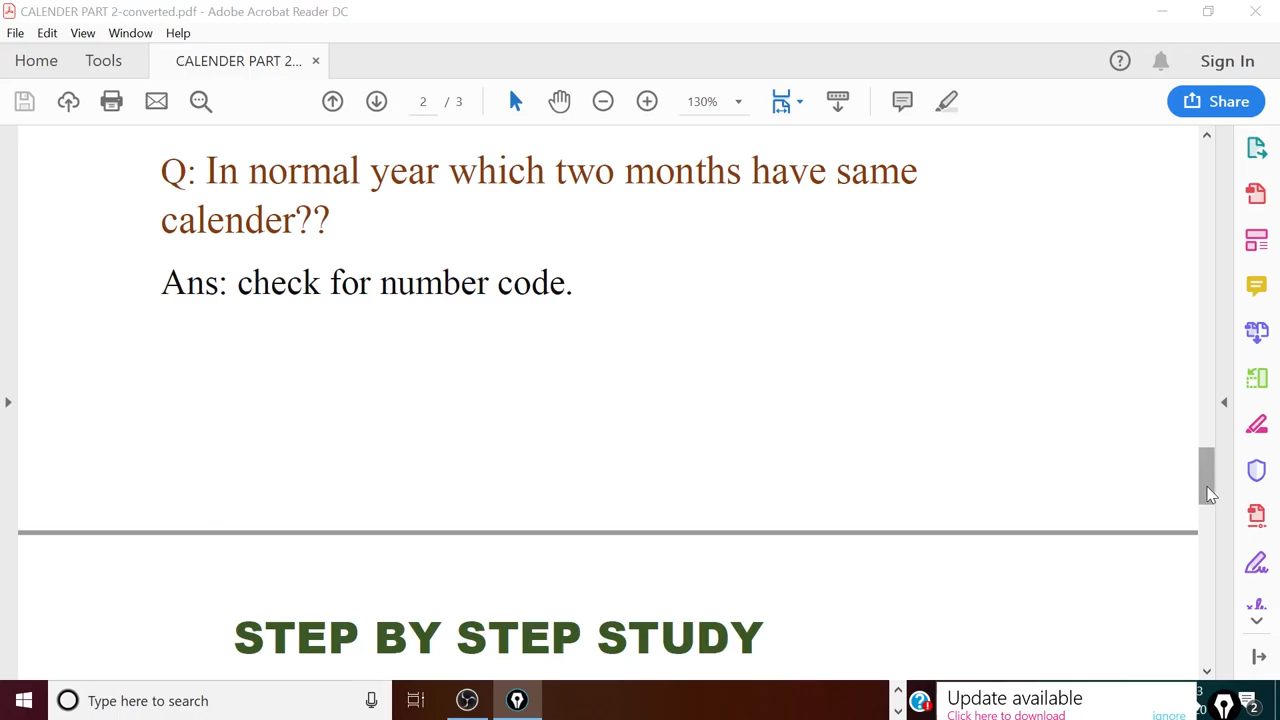 CALENDER PART 2-converted.pdf - Adobe Acrobat Reader DC
File Edit View Window Help
Home Tools CALENDER PART 2... × Sign In
2 / 3 130% Share
Q: In normal year which two months have same
calender??
Ans: check for number code.
STEP BY STEP STUDY
Type here to search
Update available
Click here to download ignore
2